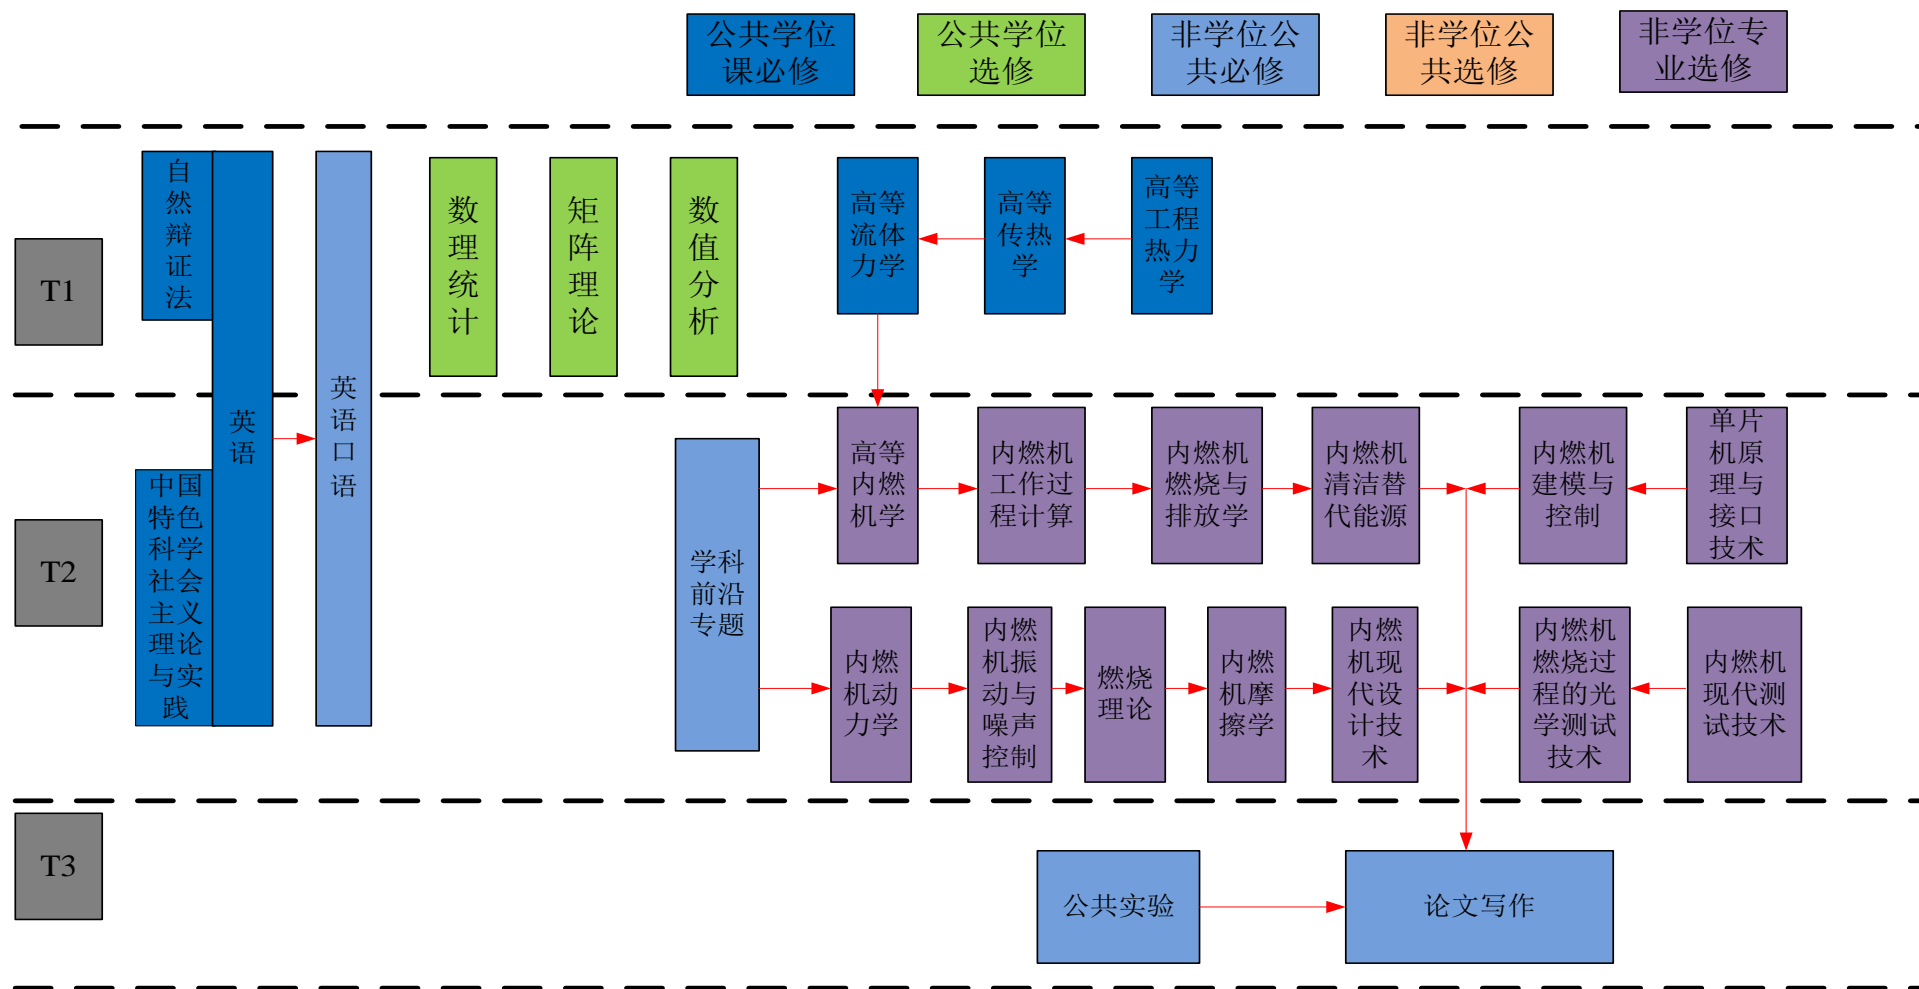 公共学位
课必修
公共学位
选修
非学位公
共必修
非学位公
共选修
非学位专
业选修
T1
自
然
辩
证
法
英
语
英
语
口
语
数
理
统
计
矩
阵
理
论
数
值
分
析
高等
流体
力学
高等
传热
学
高等
工程
热力
学
T2
中国
特色
科学
社会
主义
理论
与实
践
学科
前沿
专题
高等
内燃
机学
内燃机
工作过
程计算
内燃机
燃烧与
排放学
内燃机
清洁替
代能源
内燃机
建模与
控制
单片
机原
理与
接口
技术
内燃
机动
力学
内燃
机振
动与
噪声
控制
燃烧
理论
内燃
机摩
擦学
内燃
机现
代设
计技
术
内燃机
燃烧过
程的光
学测试
技术
内燃机
现代测
试技术
T3
公共实验
论文写作